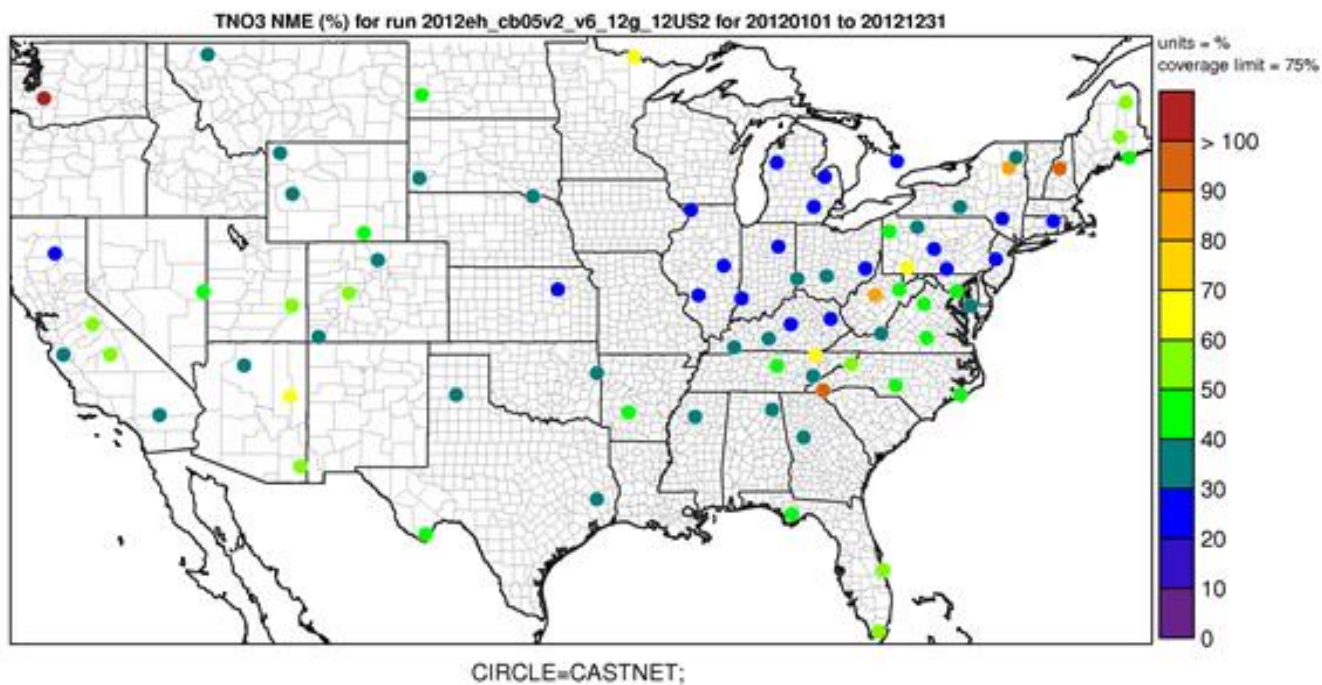 TNO3 NME (%) for run 2012eh_cb05v2_v6_12g_12US2 for 20120101 to 20121231
units = %
coverage limit = 75%
> 100
90
80
70
60
50
40
30
20
10
0
CIRCLE=CASTNET;